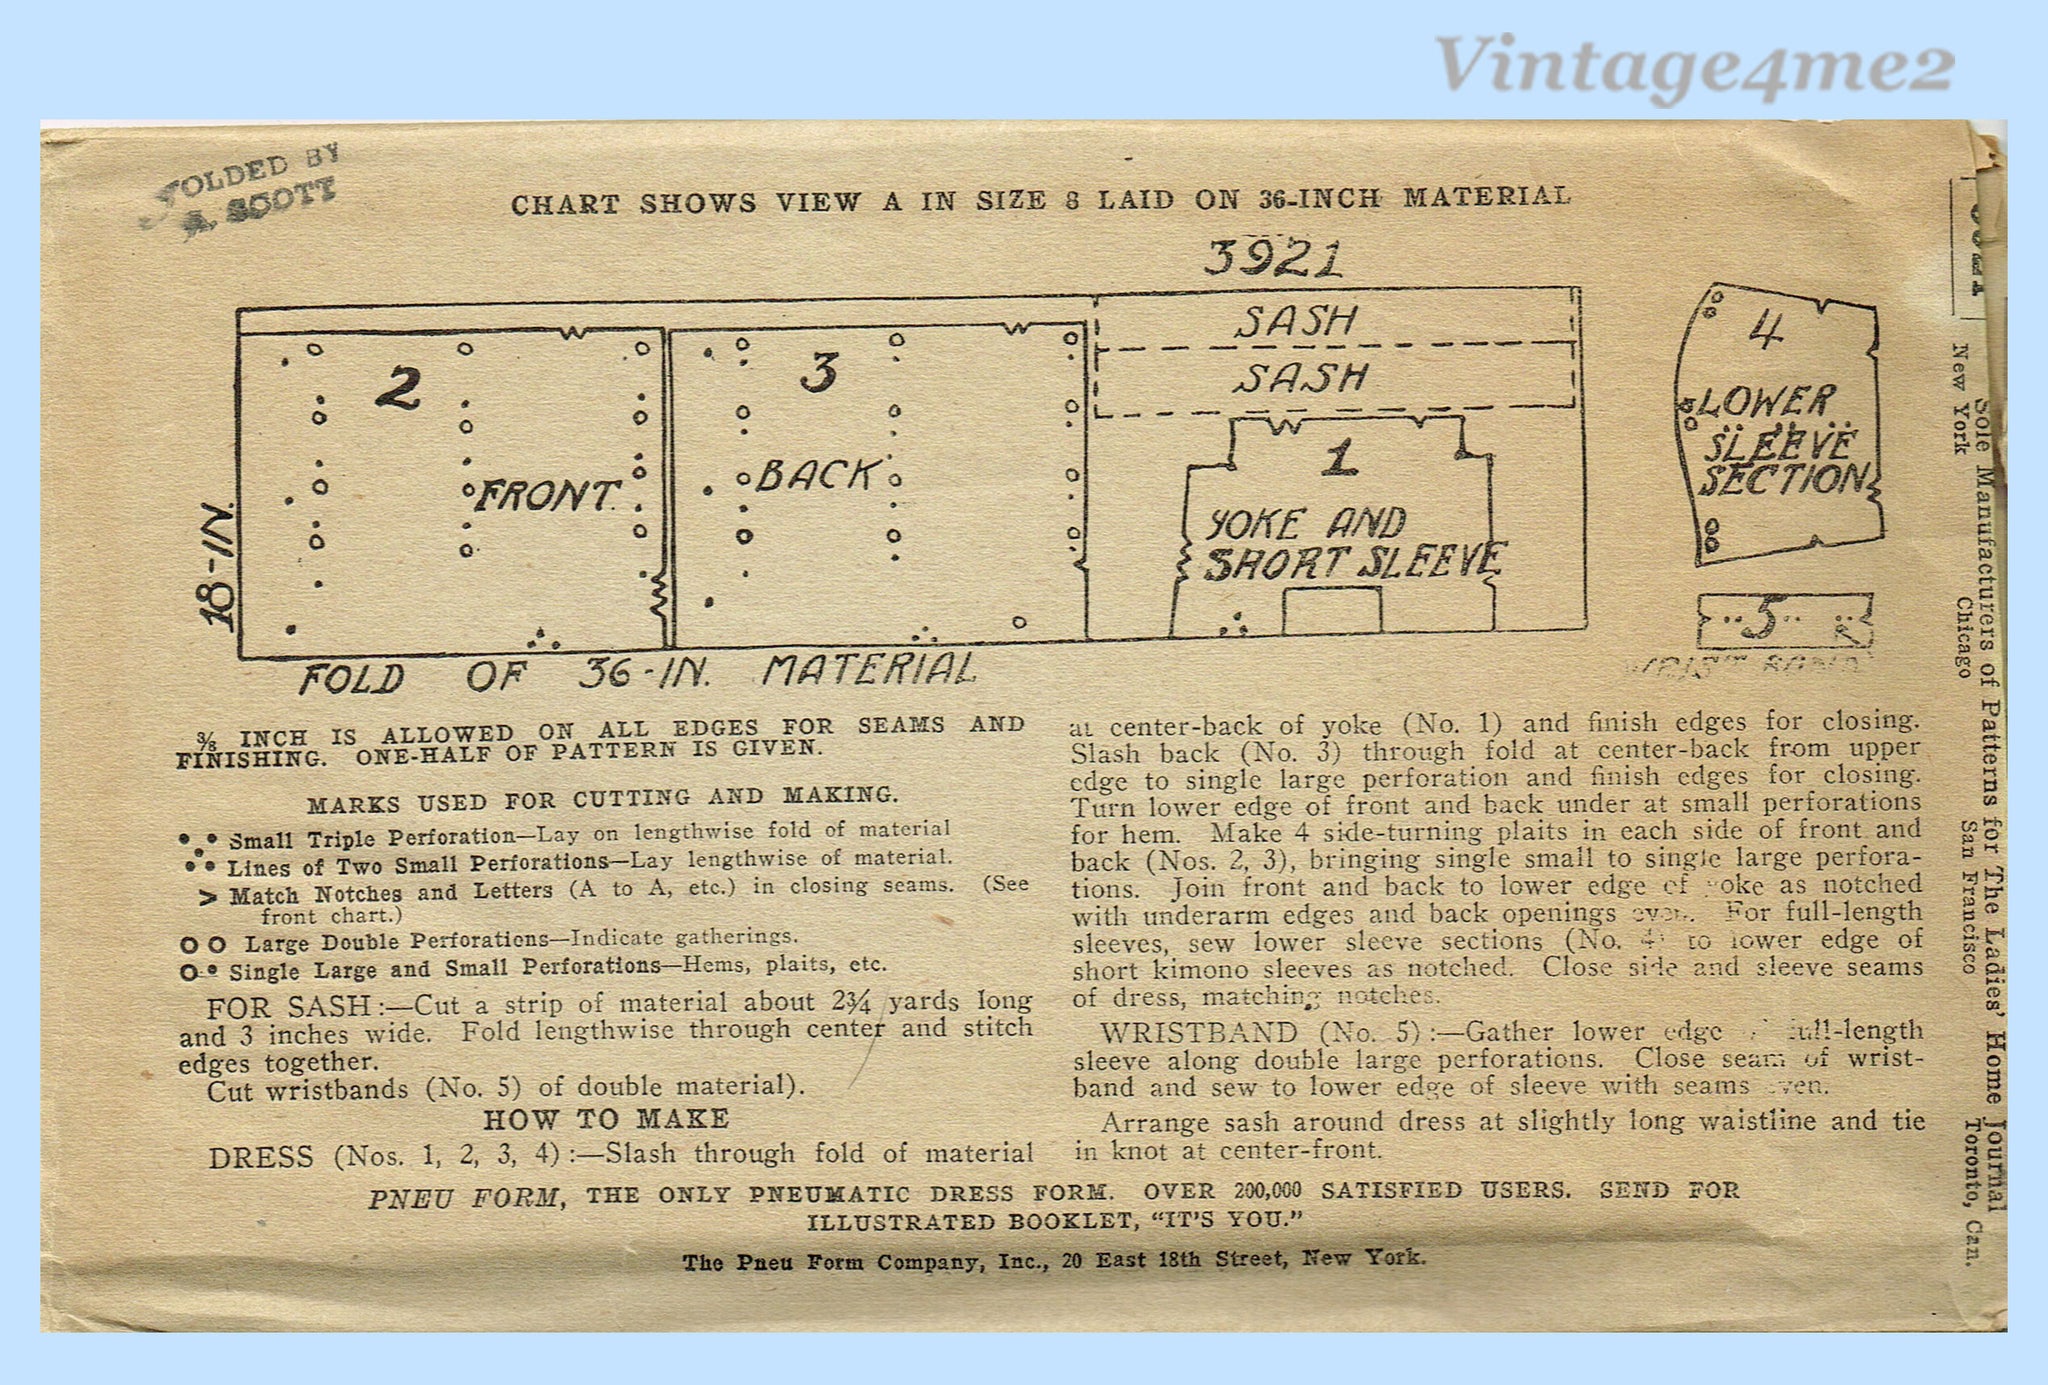 Vintage4me2
OLDED BY
A. SCOTT
CHART SHOWS VIEW A IN SIZE 8 LAID ON 36-INCH MATERIAL
3921
SASH
SASH
2
3
1
4
FRONT
BACK
YOKE AND
SHORT SLEEVE
LOWER
SLEEVE
SECTION
5
WRIST BAND
18-IN.
FOLD OF 36-IN. MATERIAL
⅜ INCH IS ALLOWED ON ALL EDGES FOR SEAMS AND
FINISHING. ONE-HALF OF PATTERN IS GIVEN.
MARKS USED FOR CUTTING AND MAKING.
Small Triple Perforation—Lay on lengthwise fold of material
Lines of Two Small Perforations—Lay lengthwise of material.
> Match Notches and Letters (A to A, etc.) in closing seams. (See
front chart.)
Large Double Perforations—Indicate gatherings.
Single Large and Small Perforations—Hems, plaits, etc.
FOR SASH:—Cut a strip of material about 2¾ yards long
and 3 inches wide. Fold lengthwise through center and stitch
edges together.
Cut wristbands (No. 5) of double material).
HOW TO MAKE
DRESS (Nos. 1, 2, 3, 4):—Slash through fold of material
at center-back of yoke (No. 1) and finish edges for closing.
Slash back (No. 3) through fold at center-back from upper
edge to single large perforation and finish edges for closing.
Turn lower edge of front and back under at small perforations
for hem. Make 4 side-turning plaits in each side of front and
back (Nos. 2, 3), bringing single small to single large perfora-
tions. Join front and back to lower edge of yoke as notched
with underarm edges and back openings even. For full-length
sleeves, sew lower sleeve sections (No. 4) to lower edge of
short kimono sleeves as notched. Close side and sleeve seams
of dress, matching notches.
WRISTBAND (No. 5):—Gather lower edge full-length
sleeve along double large perforations. Close seam of wrist-
band and sew to lower edge of sleeve with seams even.
Arrange sash around dress at slightly long waistline and tie
in knot at center-front.
PNEU FORM, THE ONLY PNEUMATIC DRESS FORM. OVER 200,000 SATISFIED USERS. SEND FOR
ILLUSTRATED BOOKLET, “IT'S YOU.”
The Pneu Form Company, Inc., 20 East 18th Street, New York.
Sole Manufacturers of Patterns for The Ladies' Home Journal
New York Chicago San Francisco Toronto, Can.